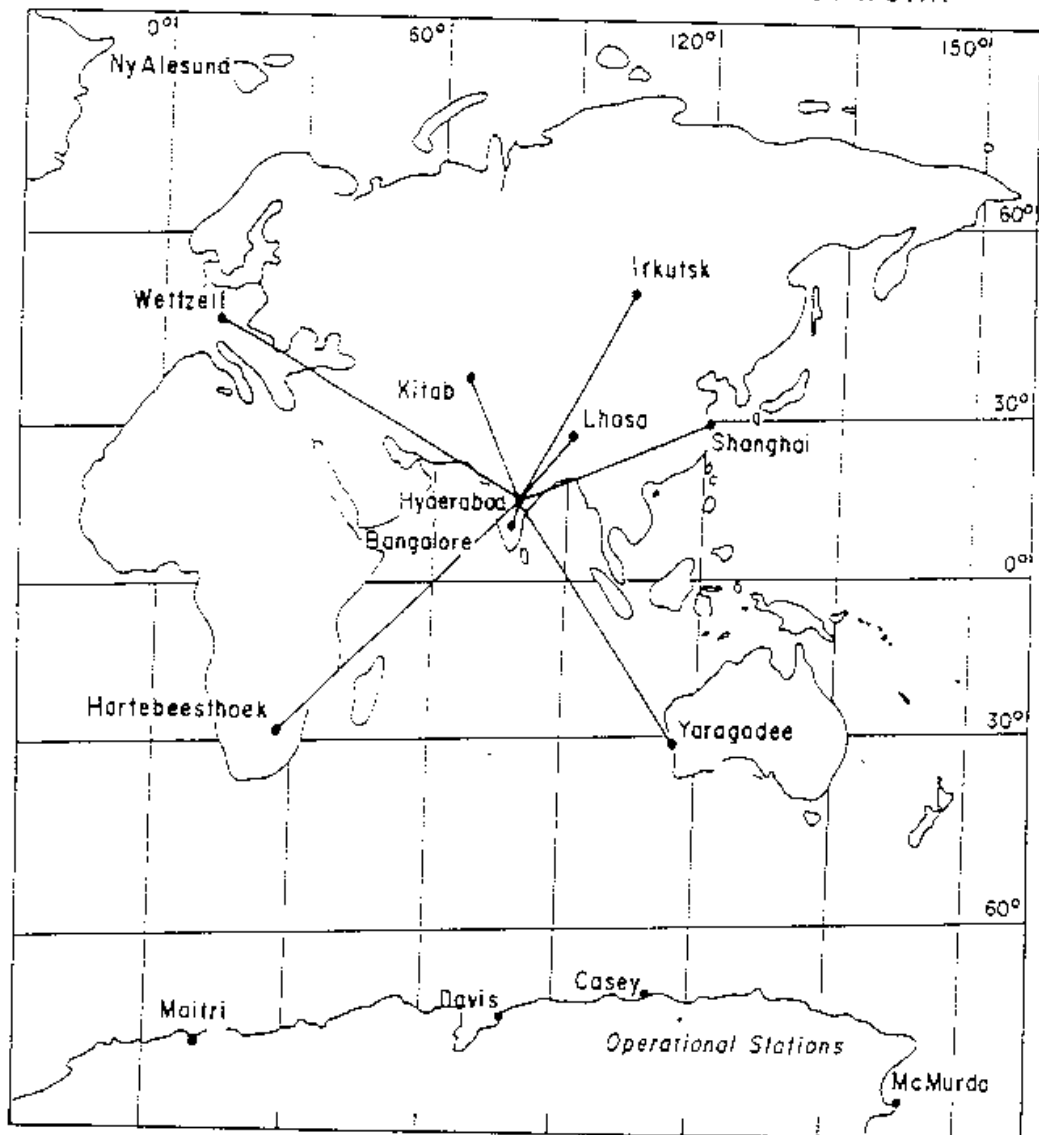 0°
60°
120°
150°
Ny Alesund
60°
Irkutsk
Wettzell
Kitab
30°
Lhasa
Shanghai
Hyderabad
Bangalore
0°
Hartebeesthoek
30°
Yaragadee
60°
Casey
Davis
Maitri
Operational Stations
McMurdo